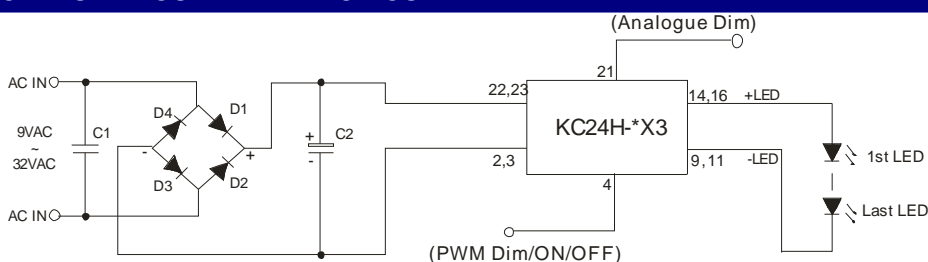 (Analogue Dim)
AC IN
21
22,23
14,16 +LED
D4 D1
9VAC
~
32VAC
C1
- +
+
-
C2
KC24H-*X3
1st LED
D3 D2
2,3
9,11 -LED
4
AC IN
Last LED
(PWM Dim/ON/OFF)